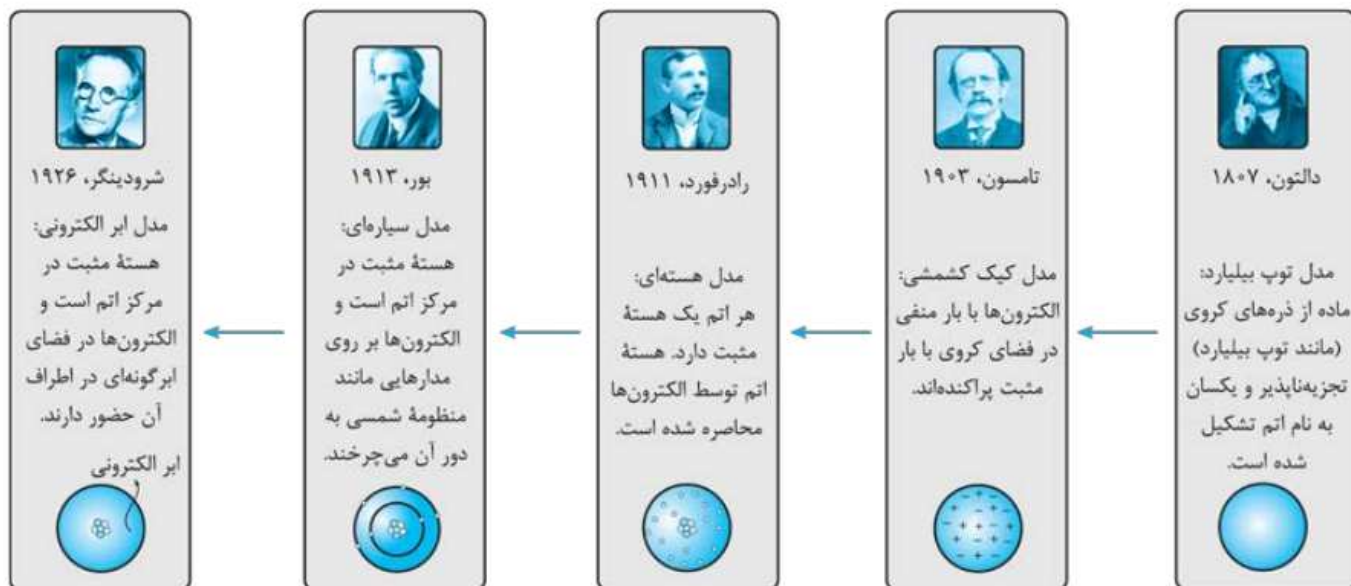 دالتون، ۱۸۰۷
مدل توپ بیلیارد:
ماده از ذره‌های کروی
(مانند توپ بیلیارد)
تجزیه‌ناپذیر و یکسان
به نام اتم تشکیل
شده است.
تامسون، ۱۹۰۳
مدل کیک کشمشی:
الکترون‌ها با بار منفی
در فضای کروی با بار
مثبت پراکنده‌اند.
رادرفورد، ۱۹۱۱
مدل هسته‌ای:
هر اتم یک هستهٔ
مثبت دارد. هستهٔ
اتم توسط الکترون‌ها
محاصره شده است.
بور، ۱۹۱۳
مدل سیاره‌ای:
هستهٔ مثبت در
مرکز اتم است و
الکترون‌ها بر روی
مدارهایی مانند
منظومهٔ شمسی به
دور آن می‌چرخند.
شرودینگر، ۱۹۲۶
مدل ابر الکترونی:
هستهٔ مثبت در
مرکز اتم است و
الکترون‌ها در فضای
ابرگونه‌ای در اطراف
آن حضور دارند.
ابر الکترونی